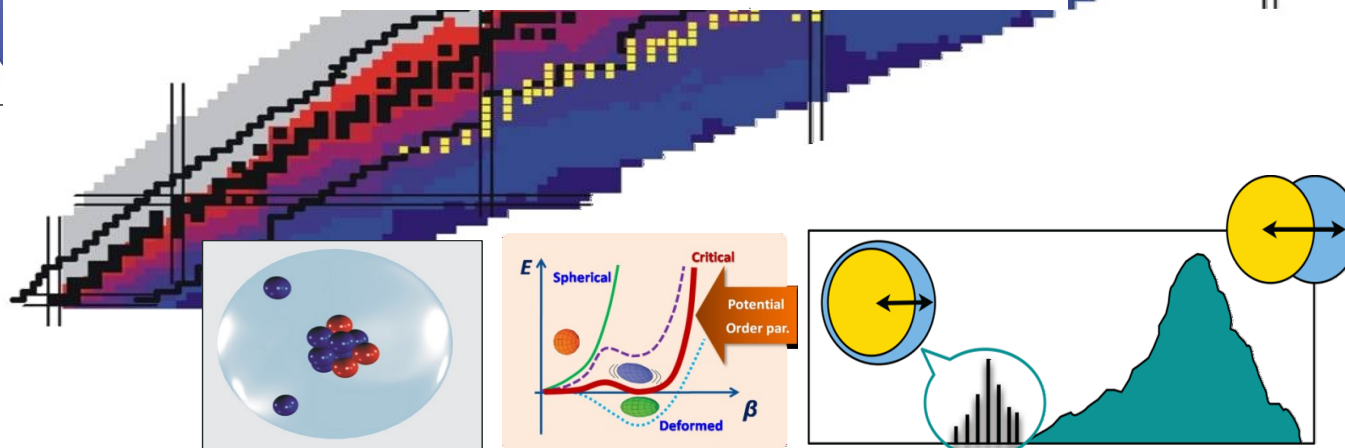 E
Spherical
Critical
Potential
Order par.
Deformed
β